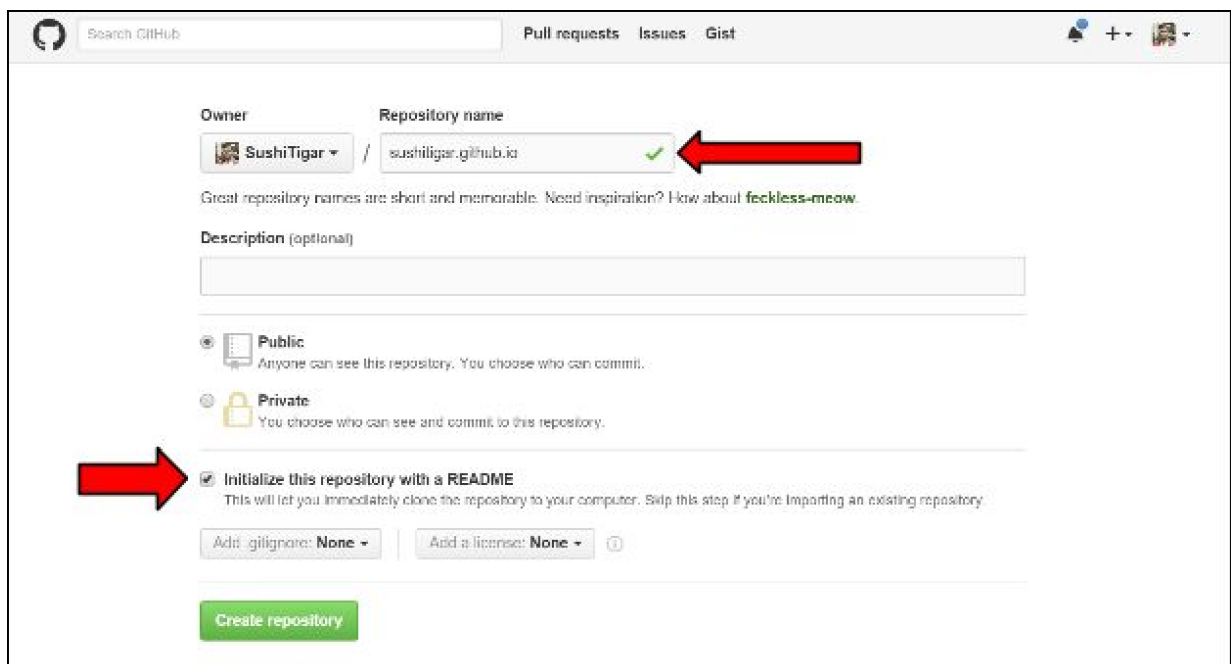 Search GitHub
Pull requests Issues Gist
Owner Repository name
SushiTigar / sushitigar.github.io
Great repository names are short and memorable. Need inspiration? How about feckless-meow.
Description (optional)
Public
Anyone can see this repository. You choose who can commit.
Private
You choose who can see and commit to this repository.
Initialize this repository with a README
This will let you immediately clone the repository to your computer. Skip this step if you're importing an existing repository.
Add .gitignore: None Add a license: None
Create repository